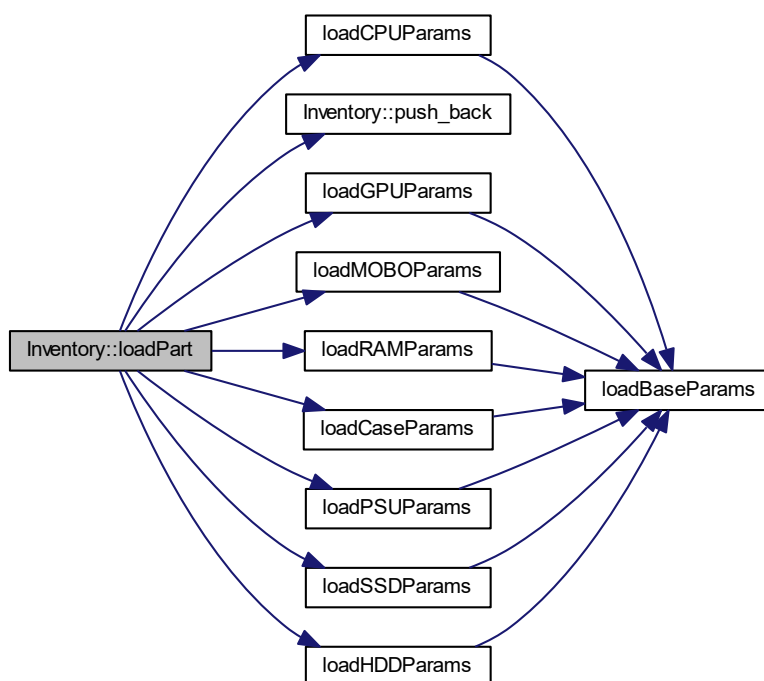 loadCPUParams
Inventory::push_back
loadGPUParams
loadMOBOParams
Inventory::loadPart
loadRAMParams
loadBaseParams
loadCaseParams
loadPSUParams
loadSSDParams
loadHDDParams